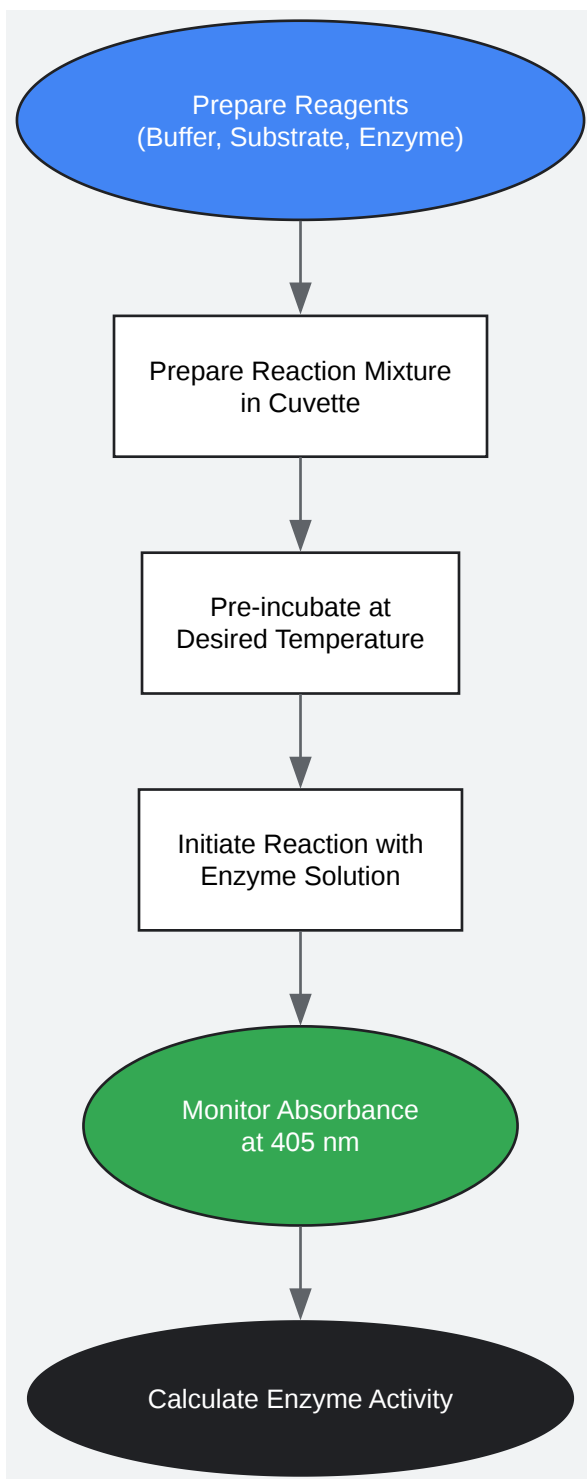 Prepare Reagents
(Buffer, Substrate, Enzyme)
Prepare Reaction Mixture
in Cuvette
Pre-incubate at
Desired Temperature
Initiate Reaction with
Enzyme Solution
Monitor Absorbance
at 405 nm
Calculate Enzyme Activity